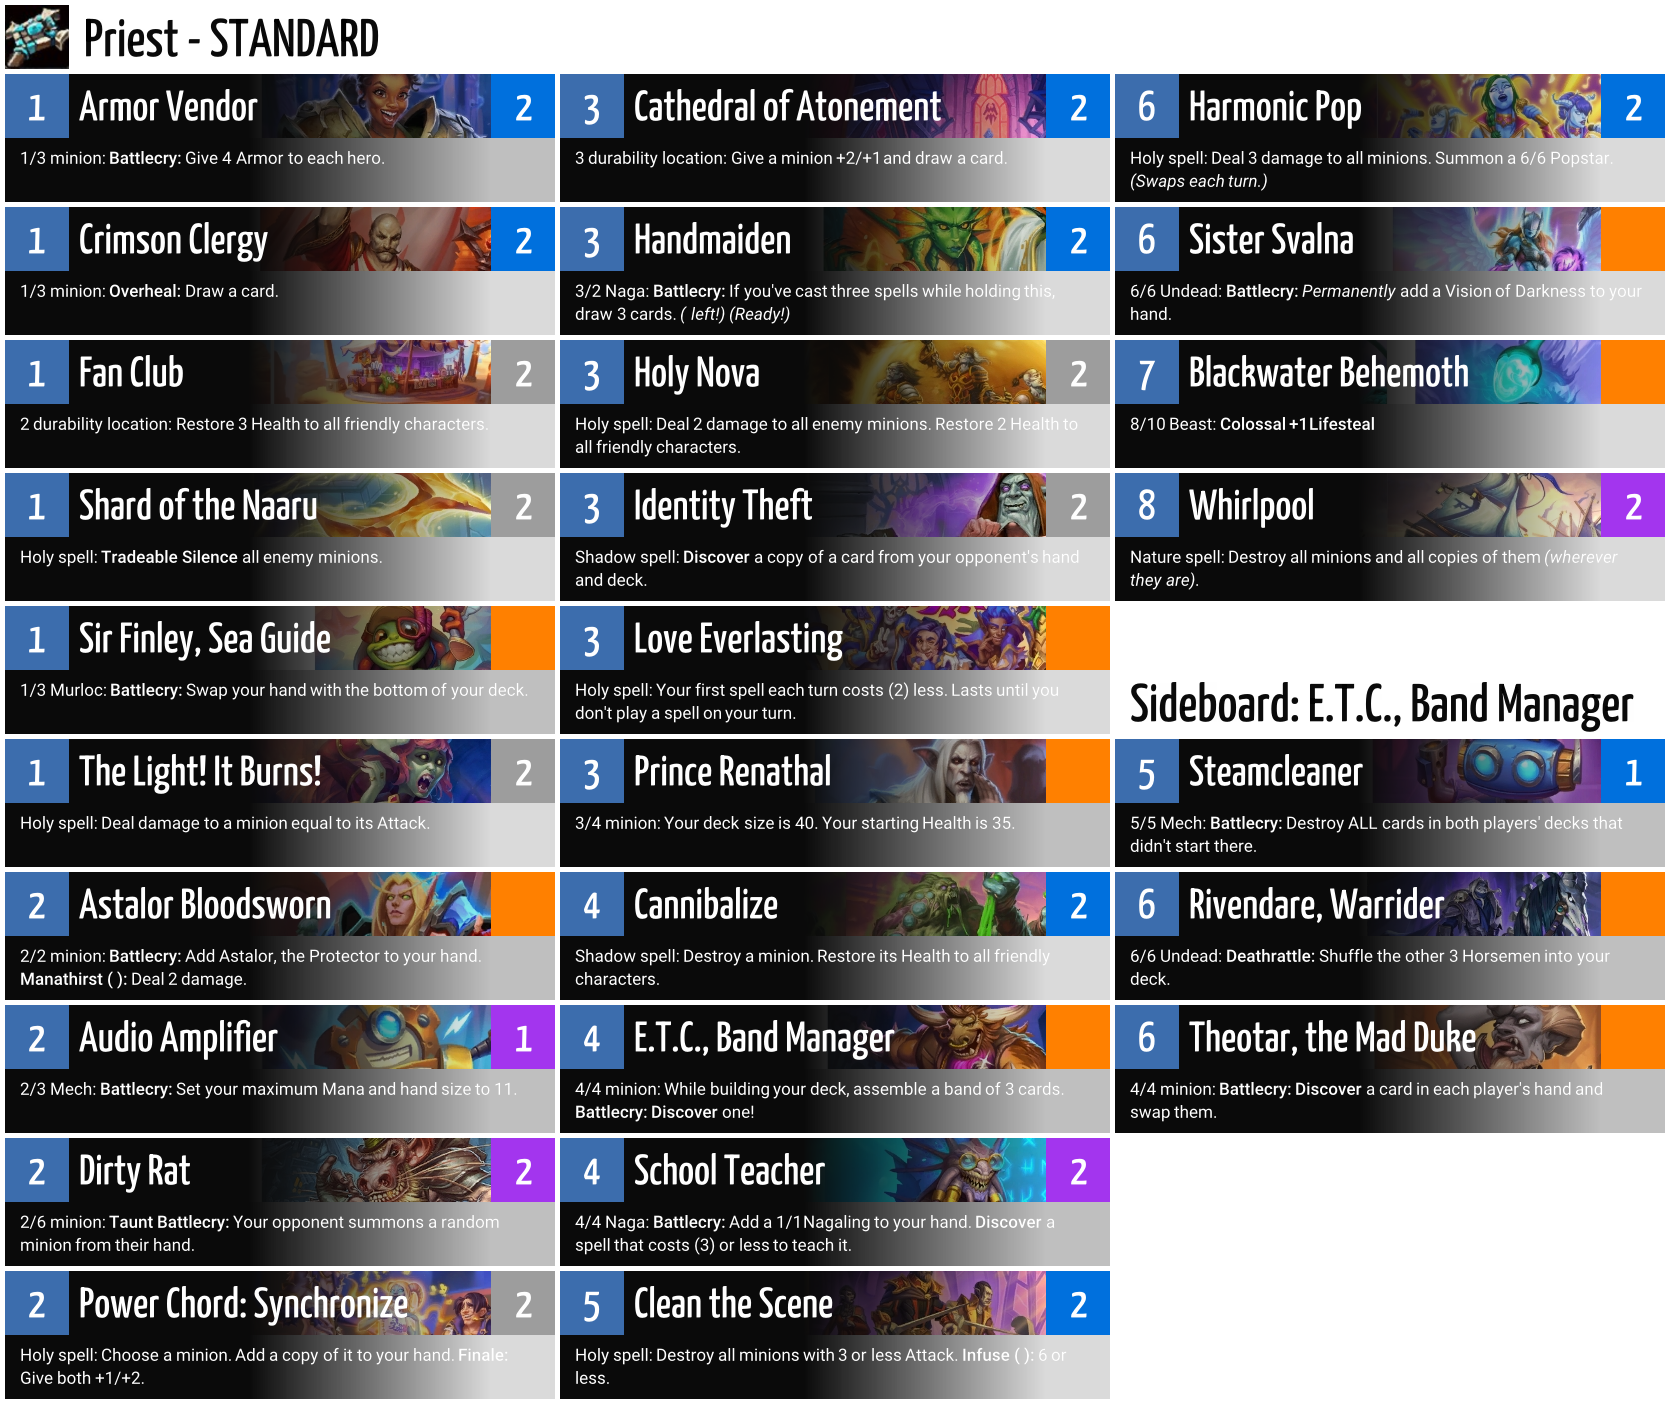 Priest - STANDARD
1 Armor Vendor 2
1/3 minion: Battlecry: Give 4 Armor to each hero.
1 Crimson Clergy 2
1/3 minion: Overheal: Draw a card.
1 Fan Club 2
2 durability location: Restore 3 Health to all friendly characters.
1 Shard of the Naaru 2
Holy spell: Tradeable Silence all enemy minions.
1 Sir Finley, Sea Guide
1/3 Murloc: Battlecry: Swap your hand with the bottom of your deck.
1 The Light! It Burns! 2
Holy spell: Deal damage to a minion equal to its Attack.
2 Astalor Bloodsworn
2/2 minion: Battlecry: Add Astalor, the Protector to your hand.
Manathirst ( ): Deal 2 damage.
2 Audio Amplifier 1
2/3 Mech: Battlecry: Set your maximum Mana and hand size to 11.
2 Dirty Rat 2
2/6 minion: Taunt Battlecry: Your opponent summons a random
minion from their hand.
2 Power Chord: Synchronize 2
Holy spell: Choose a minion. Add a copy of it to your hand. Finale:
Give both +1/+2.
3 Cathedral of Atonement 2
3 durability location: Give a minion +2/+1 and draw a card.
3 Handmaiden 2
3/2 Naga: Battlecry: If you've cast three spells while holding this,
draw 3 cards. ( left!) (Ready!)
3 Holy Nova 2
Holy spell: Deal 2 damage to all enemy minions. Restore 2 Health to
all friendly characters.
3 Identity Theft 2
Shadow spell: Discover a copy of a card from your opponent's hand
and deck.
3 Love Everlasting
Holy spell: Your first spell each turn costs (2) less. Lasts until you
don't play a spell on your turn.
3 Prince Renathal
3/4 minion: Your deck size is 40. Your starting Health is 35.
4 Cannibalize 2
Shadow spell: Destroy a minion. Restore its Health to all friendly
characters.
4 E.T.C., Band Manager
4/4 minion: While building your deck, assemble a band of 3 cards.
Battlecry: Discover one!
4 School Teacher 2
4/4 Naga: Battlecry: Add a 1/1 Nagaling to your hand. Discover a
spell that costs (3) or less to teach it.
5 Clean the Scene 2
Holy spell: Destroy all minions with 3 or less Attack. Infuse ( ): 6 or
less.
6 Harmonic Pop 2
Holy spell: Deal 3 damage to all minions. Summon a 6/6 Popstar.
(Swaps each turn.)
6 Sister Svalna
6/6 Undead: Battlecry: Permanently add a Vision of Darkness to your
hand.
7 Blackwater Behemoth
8/10 Beast: Colossal +1 Lifesteal
8 Whirlpool 2
Nature spell: Destroy all minions and all copies of them (wherever
they are).
Sideboard: E.T.C., Band Manager
5 Steamcleaner 1
5/5 Mech: Battlecry: Destroy ALL cards in both players' decks that
didn't start there.
6 Rivendare, Warrider
6/6 Undead: Deathrattle: Shuffle the other 3 Horsemen into your
deck.
6 Theotar, the Mad Duke
4/4 minion: Battlecry: Discover a card in each player's hand and
swap them.